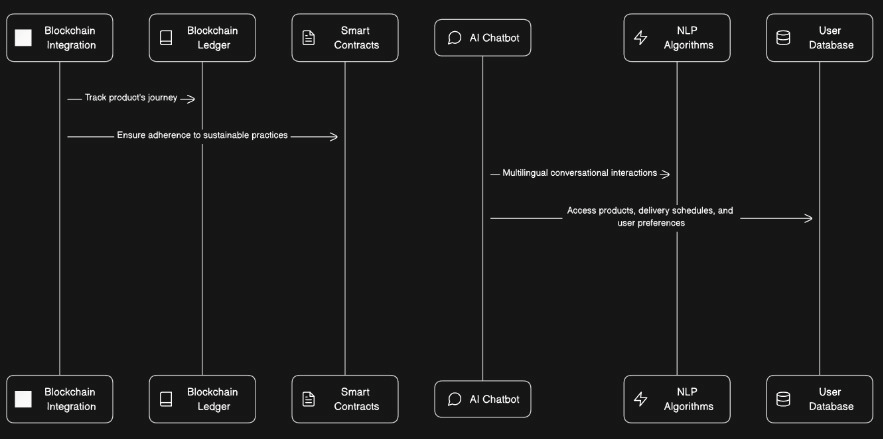 Blockchain
Integration
Blockchain
Ledger
Smart
Contracts
AI Chatbot
NLP
Algorithms
User
Database
Track product's journey
Ensure adherence to sustainable practices
Multilingual conversational interactions
Access products, delivery schedules, and
user preferences
Blockchain
Integration
Blockchain
Ledger
Smart
Contracts
AI Chatbot
NLP
Algorithms
User
Database